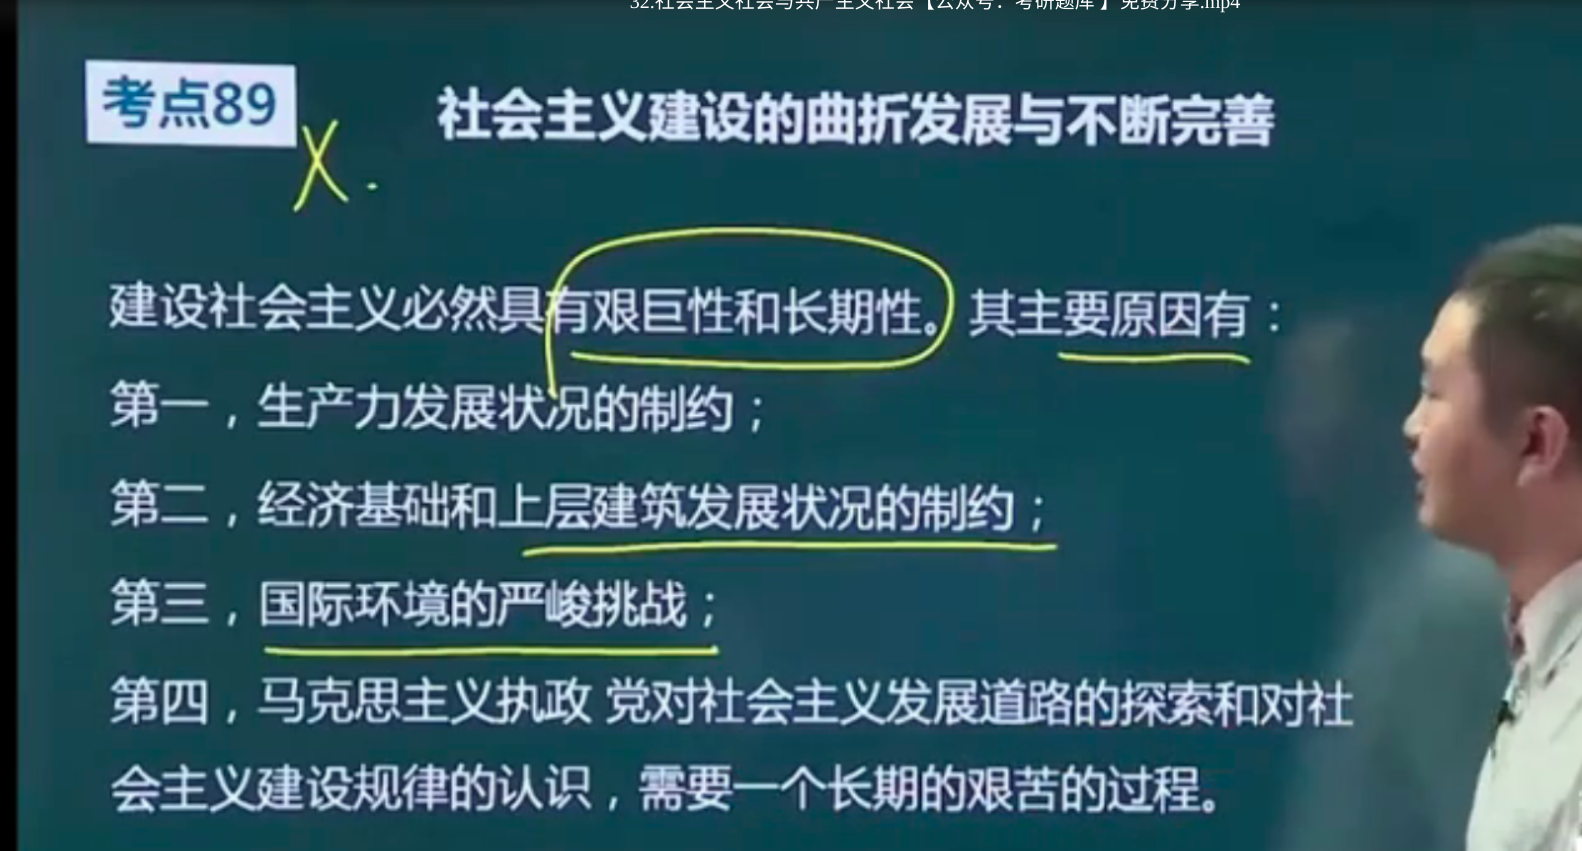 32.社会主义社会与共产主义社会【公众号：考研题库 】免费分享.mp4
考点89
X.
社会主义建设的曲折发展与不断完善
建设社会主义必然具有艰巨性和长期性。其主要原因有：
第一，生产力发展状况的制约；
第二，经济基础和上层建筑发展状况的制约；
第三，国际环境的严峻挑战；
第四，马克思主义执政 党对社会主义发展道路的探索和对社
会主义建设规律的认识，需要一个长期的艰苦的过程。